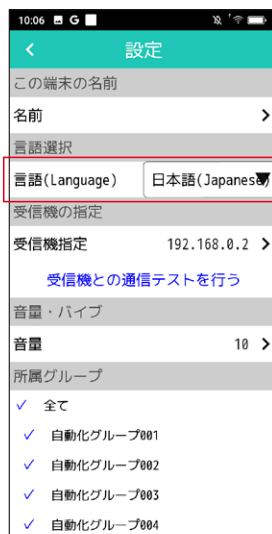 10:06 G
設定
この端末の名前
名前
言語選択
言語(Language) 日本語(Japanese)
受信機の指定
受信機指定 192.168.0.2
受信機との通信テストを行う
音量・バイブ
音量 10
所属グループ
全て
自動化グループ001
自動化グループ002
自動化グループ003
自動化グループ004